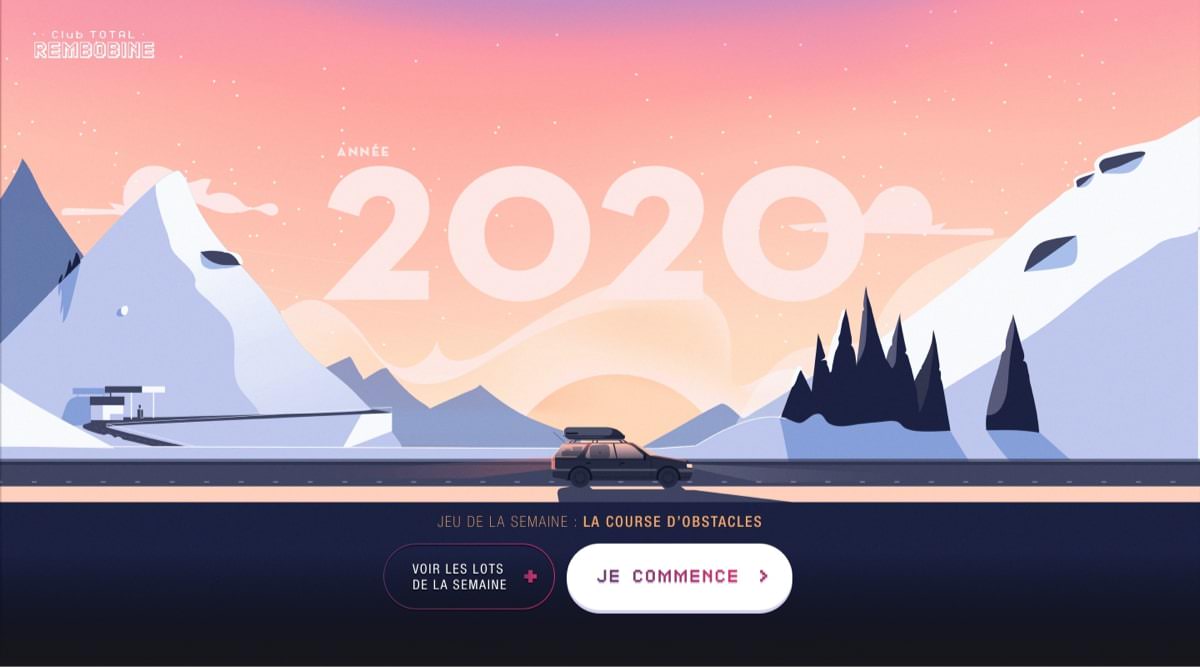 Club TOTAL
REMBOBINE
ANNÉE
2020
JEU DE LA SEMAINE : LA COURSE D'OBSTACLES
VOIR LES LOTS
DE LA SEMAINE
JE COMMENCE